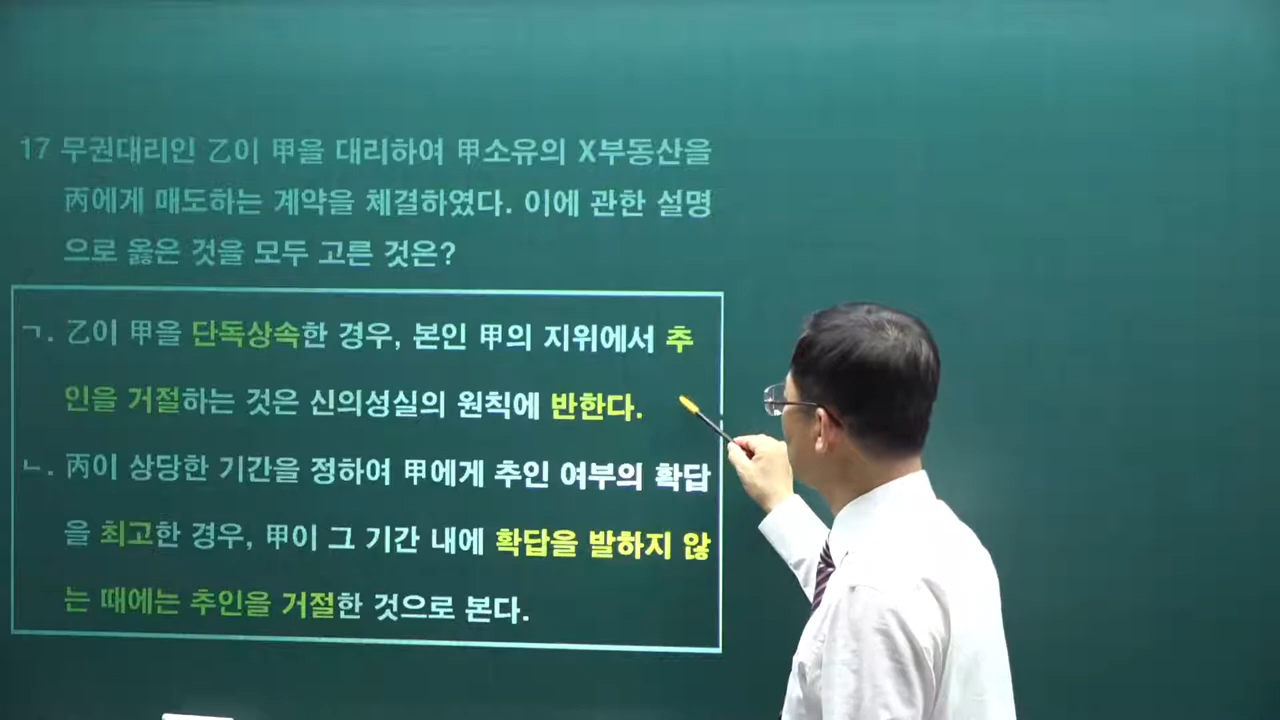 17 무권대리인 乙이 甲을 대리하여 甲소유의 X부동산을
丙에게 매도하는 계약을 체결하였다. 이에 관한 설명
으로 옳은 것을 모두 고른 것은?
ㄱ. 乙이 甲을 단독상속한 경우, 본인 甲의 지위에서 추
인을 거절하는 것은 신의성실의 원칙에 반한다.
ㄴ. 丙이 상당한 기간을 정하여 甲에게 추인 여부의 확답
을 최고한 경우, 甲이 그 기간 내에 확답을 발하지 않
는 때에는 추인을 거절한 것으로 본다.